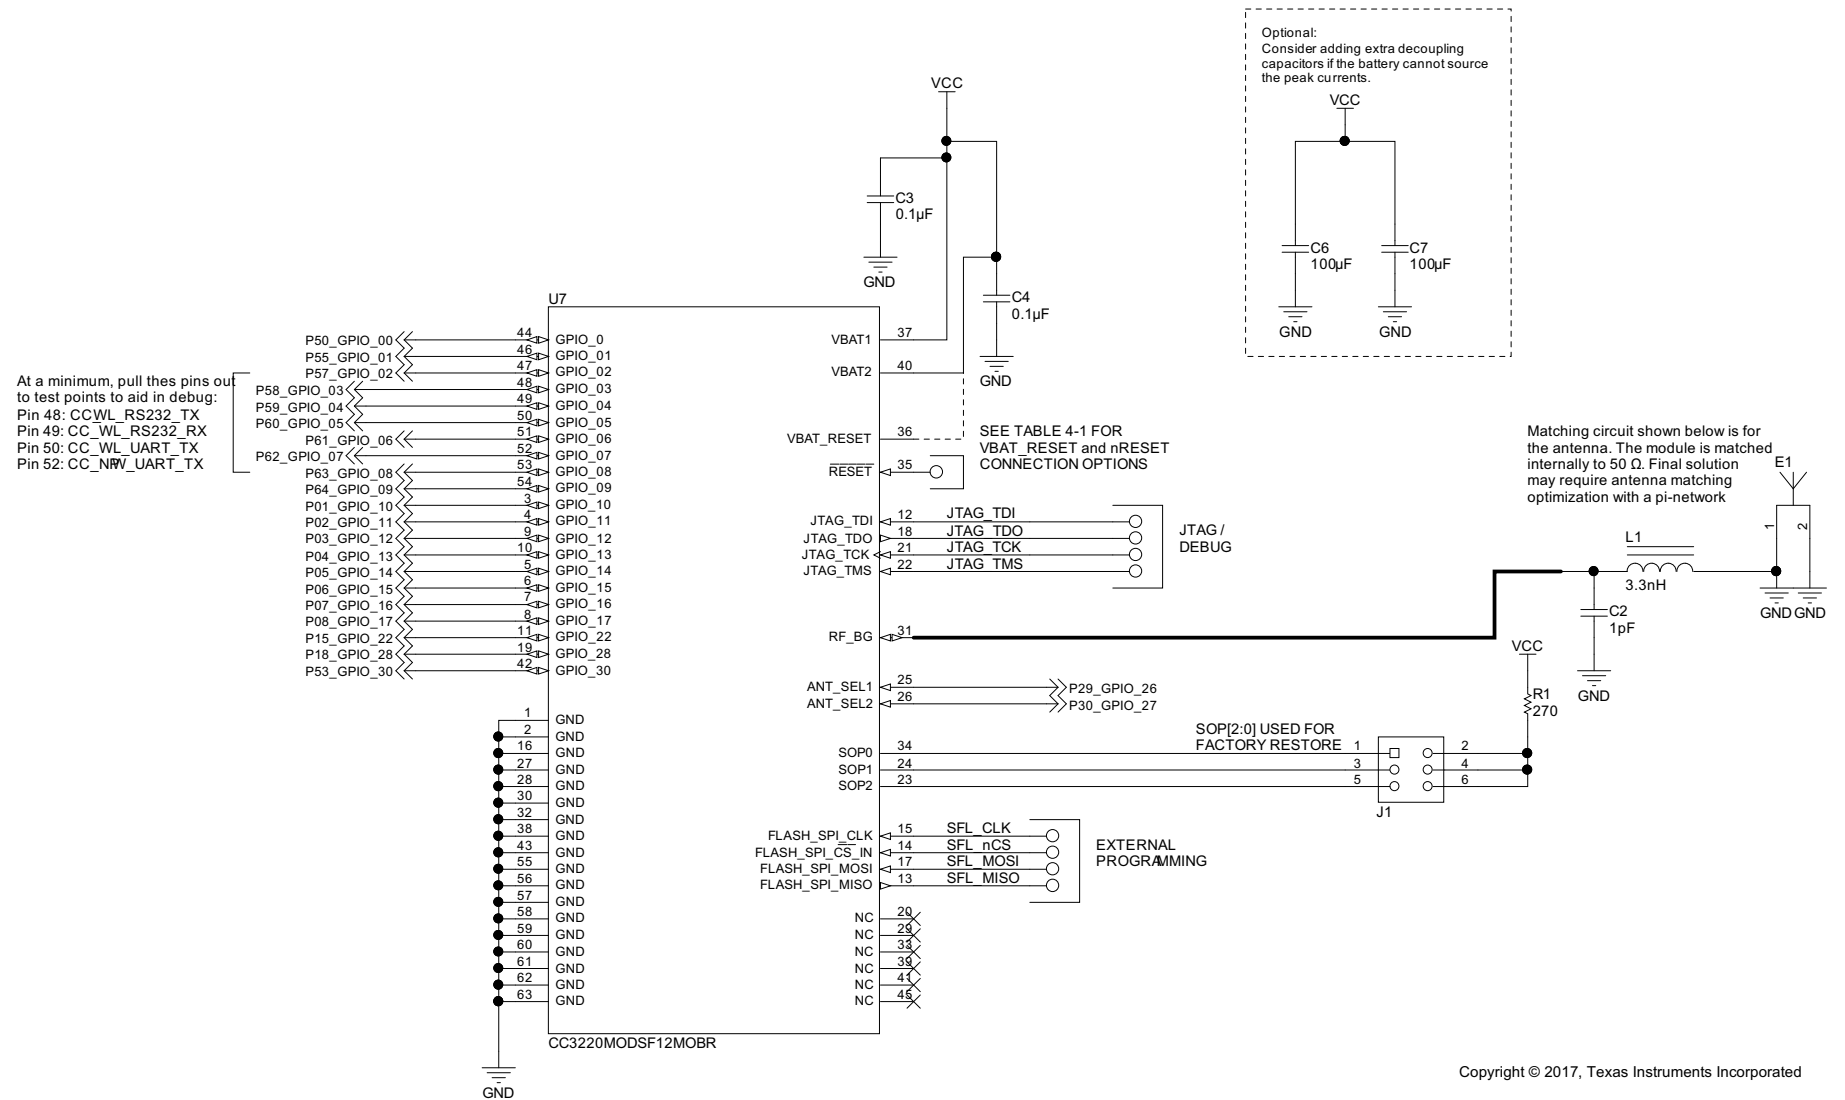 Optional:
Consider adding extra decoupling
capacitors if the battery cannot source
the peak currents.
VCC
C6
100µF
C7
100µF
GND
GND
VCC
C3
0.1µF
GND
C4
0.1µF
GND
U7
P50_GPIO_00 44 GPIO_0
P55_GPIO_01 46 GPIO_01
P57_GPIO_02 47 GPIO_02
P58_GPIO_03 48 GPIO_03
P59_GPIO_04 49 GPIO_04
P60_GPIO_05 50 GPIO_05
P61_GPIO_06 51 GPIO_06
P62_GPIO_07 52 GPIO_07
P63_GPIO_08 53 GPIO_08
P64_GPIO_09 54 GPIO_09
P01_GPIO_10 3 GPIO_10
P02_GPIO_11 4 GPIO_11
P03_GPIO_12 9 GPIO_12
P04_GPIO_13 10 GPIO_13
P05_GPIO_14 5 GPIO_14
P06_GPIO_15 6 GPIO_15
P07_GPIO_16 7 GPIO_16
P08_GPIO_17 8 GPIO_17
P15_GPIO_22 11 GPIO_22
P18_GPIO_28 19 GPIO_28
P53_GPIO_30 42 GPIO_30
At a minimum, pull thes pins out
to test points to aid in debug:
Pin 48: CCWL_RS232_TX
Pin 49: CC_WL_RS232_RX
Pin 50: CC_WL_UART_TX
Pin 52: CC_NPW_UART_TX
1 GND
2 GND
16 GND
27 GND
28 GND
30 GND
32 GND
38 GND
43 GND
55 GND
56 GND
57 GND
58 GND
59 GND
60 GND
61 GND
62 GND
63 GND
GND
VBAT1 37
VBAT2 40
VBAT_RESET 36
RESET 35
SEE TABLE 4-1 FOR
VBAT_RESET and nRESET
CONNECTION OPTIONS
JTAG_TDI 12 JTAG_TDI
JTAG_TDO 18 JTAG_TDO
JTAG_TCK 21 JTAG_TCK
JTAG_TMS 22 JTAG_TMS
JTAG /
DEBUG
RF_BG 31
ANT_SEL1 25 P29_GPIO_26
ANT_SEL2 26 P30_GPIO_27
SOP[2:0] USED FOR
FACTORY RESTORE
SOP0 34 1 2
SOP1 24 3 4
SOP2 23 5 6
J1
VCC
R1
270
FLASH_SPI_CLK 15 SFL_CLK
FLASH_SPI_CS_IN 14 SFL_nCS
FLASH_SPI_MOSI 17 SFL_MOSI
FLASH_SPI_MISO 13 SFL_MISO
EXTERNAL
PROGRAMMING
NC 20
NC 29
NC 33
NC 39
NC 41
NC 45
CC3220MODSF12MOBR
Matching circuit shown below is for
the antenna. The module is matched
internally to 50 Ω. Final solution
may require antenna matching
optimization with a pi-network
E1
1
2
L1
3.3nH
C2
1pF
GND
GND GND
Copyright © 2017, Texas Instruments Incorporated